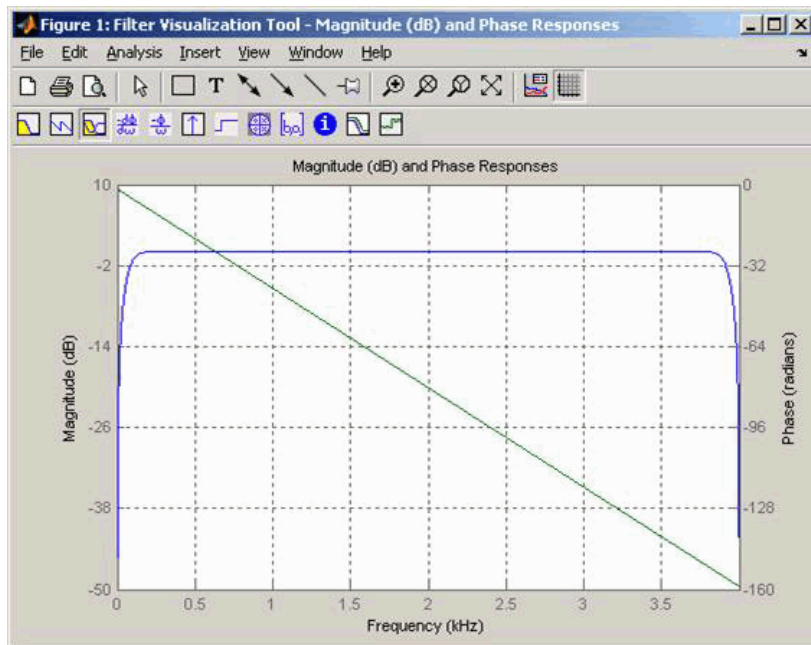 Figure 1: Filter Visualization Tool - Magnitude (dB) and Phase Responses
File Edit Analysis Insert View Window Help
T
[b,a]
i
Magnitude (dB) and Phase Responses
10
-2
-14
-26
-38
-50
Magnitude (dB)
0
-32
-64
-96
-128
-160
Phase (radians)
0 0.5 1 1.5 2 2.5 3 3.5
Frequency (kHz)